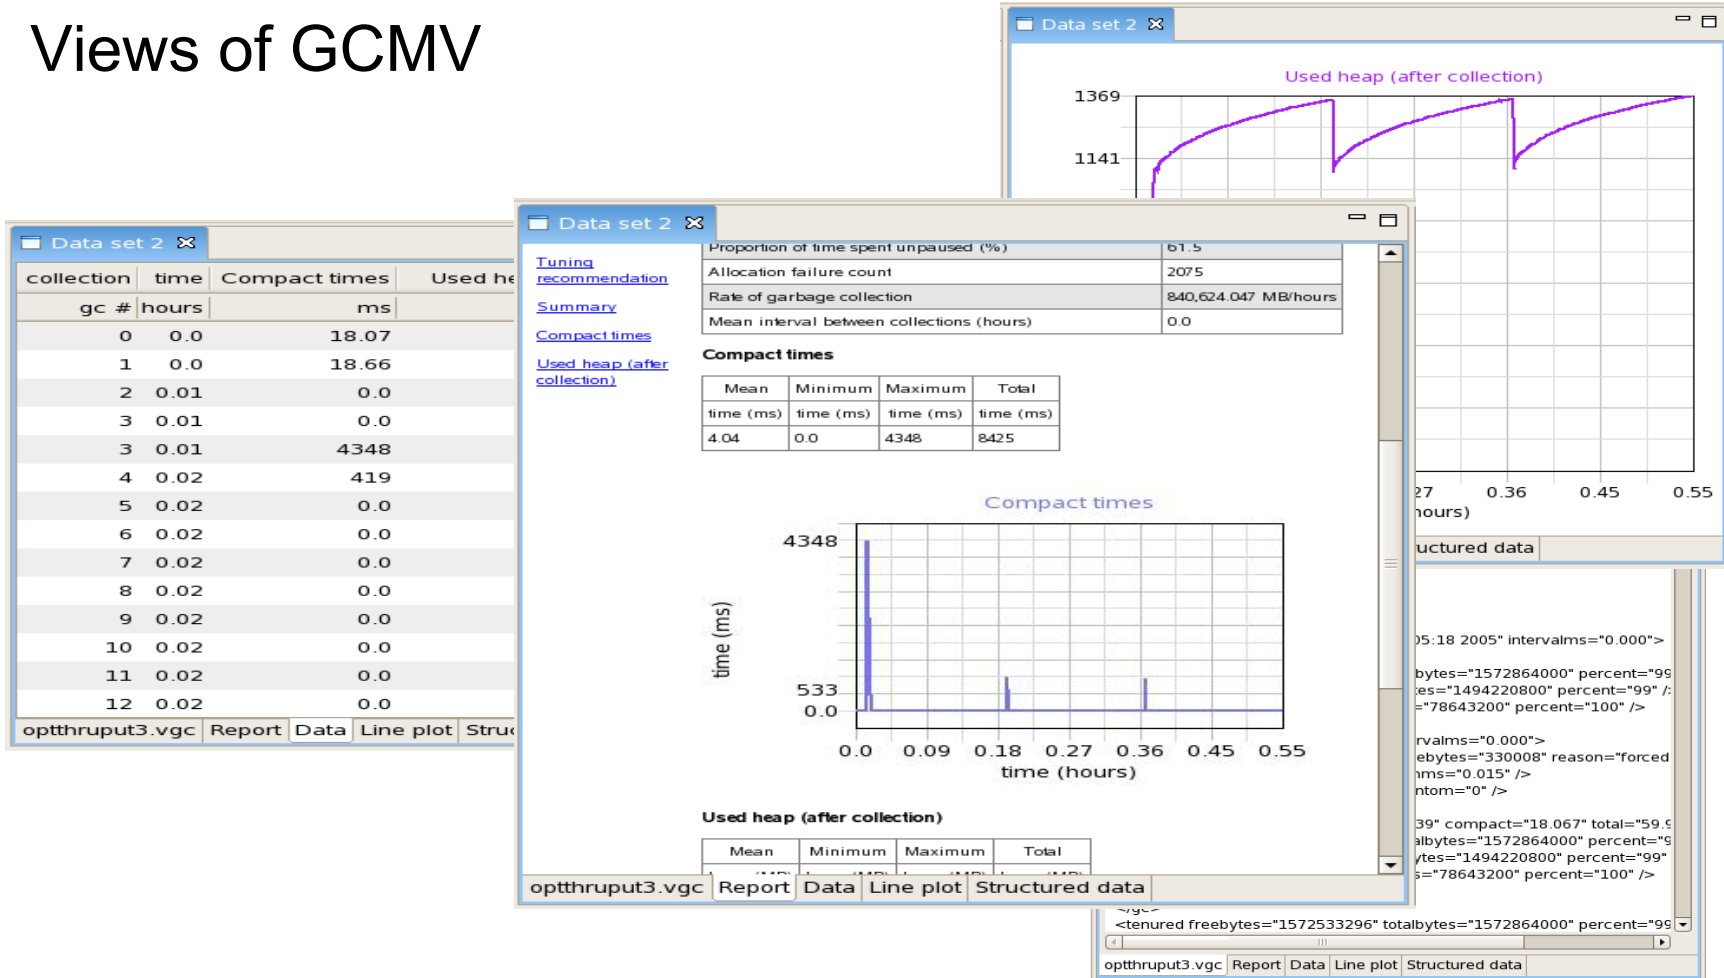 Views of GCMV
Data set 2
collection time Compact times Used he
gc # hours ms
0 0.0 18.07
1 0.0 18.66
2 0.01 0.0
3 0.01 0.0
3 0.01 4348
4 0.02 419
5 0.02 0.0
6 0.02 0.0
7 0.02 0.0
8 0.02 0.0
9 0.02 0.0
10 0.02 0.0
11 0.02 0.0
12 0.02 0.0
optthruput3.vgc Report Data Line plot Stru
Data set 2
Tuning
recommendation
Summary
Compact times
Used heap (after
collection)
Proportion of time spent unpaused (%) 61.5
Allocation failure count 2075
Rate of garbage collection 840,624.047 MB/hours
Mean interval between collections (hours) 0.0
Compact times
Mean Minimum Maximum Total
time (ms) time (ms) time (ms) time (ms)
4.04 0.0 4348 8425
Compact times
4348
time (ms)
533
0.0
0.0 0.09 0.18 0.27 0.36 0.45 0.55
time (hours)
Used heap (after collection)
Mean Minimum Maximum Total
optthruput3.vgc Report Data Line plot Structured data
Data set 2
Used heap (after collection)
1369
1141
27 0.36 0.45 0.55
hours)
uctured data
05:18 2005" intervalms="0.000">
bytes="1572864000" percent="99
es="1494220800" percent="99" />
="78643200" percent="100" />
rvalms="0.000">
ebytes="330008" reason="forced
ms="0.015" />
ntom="0" />
39" compact="18.067" total="59.9
albytes="1572864000" percent="9
ytes="1494220800" percent="99"
s="78643200" percent="100" />
</gc>
<tenured freebytes="1572533296" totalbytes="1572864000" percent="99
optthruput3.vgc Report Data Line plot Structured data